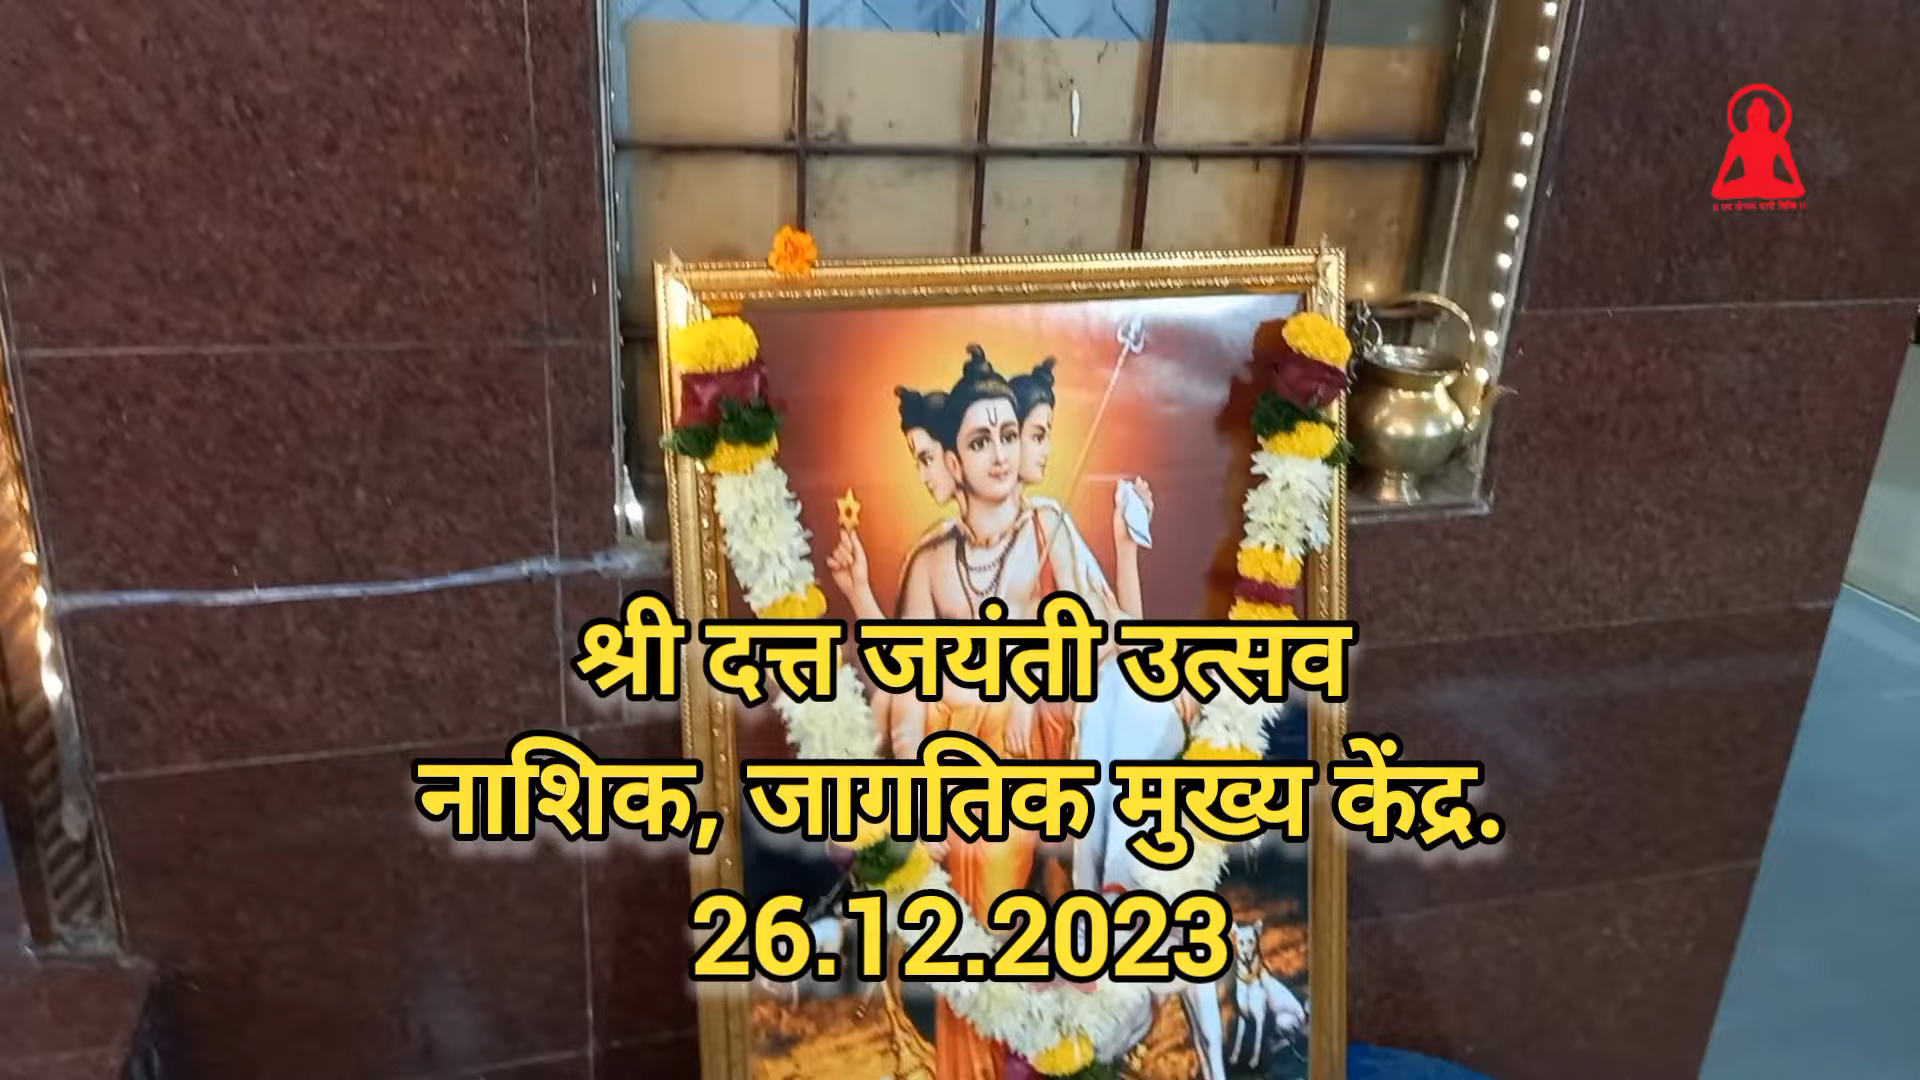 श्री दत्त जयंती उत्सव
नाशिक, जागतिक मुख्य केंद्र.
26.12.2023